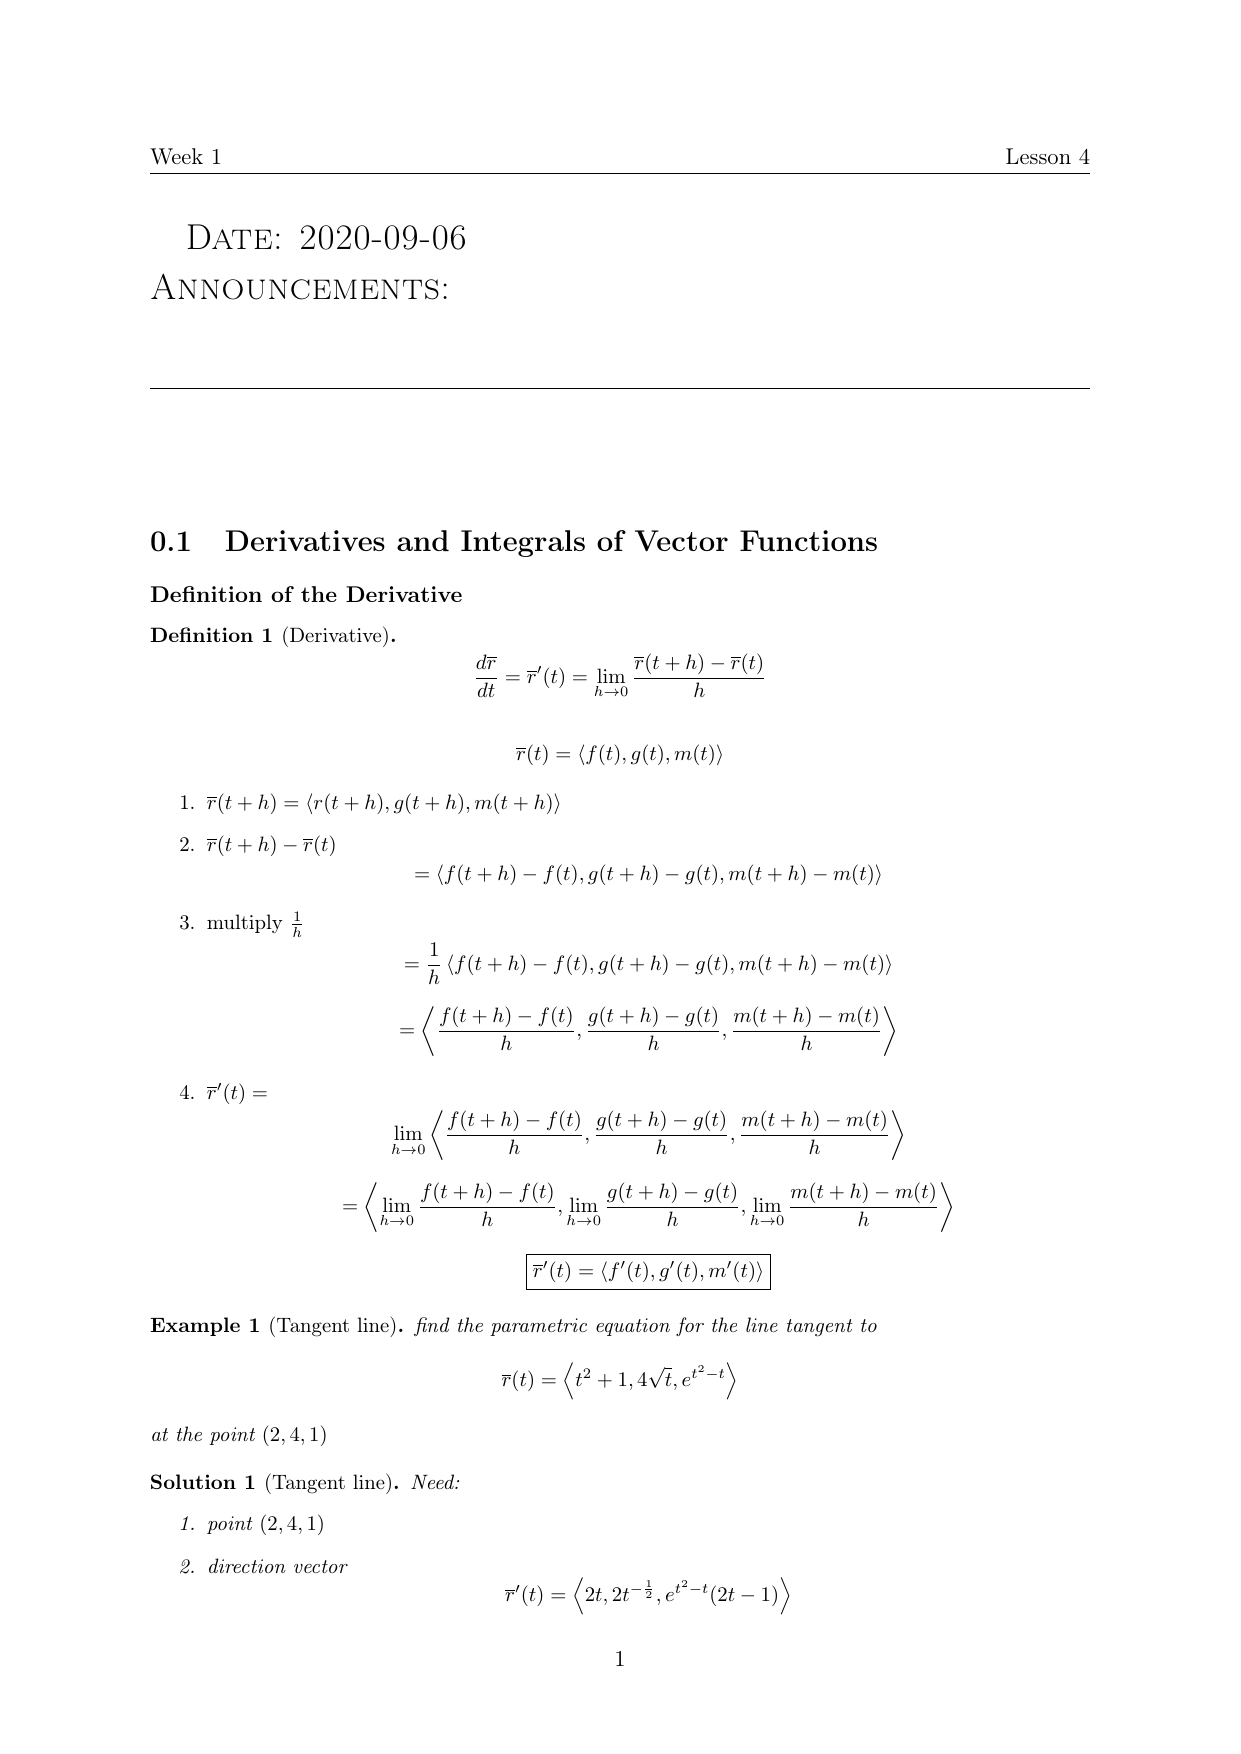 Week 1 Lesson 4
DATE: 2020-09-06
ANNOUNCEMENTS:
0.1 Derivatives and Integrals of Vector Functions
Definition of the Derivative
Definition 1 (Derivative).
$\frac{d\overline{r}}{dt} = \overline{r}'(t) = \lim_{h \to 0} \frac{\overline{r}(t+h) - \overline{r}(t)}{h}$
$\overline{r}(t) = \langle f(t), g(t), m(t) \rangle$
1. $\overline{r}(t+h) = \langle r(t+h), g(t+h), m(t+h) \rangle$
2. $\overline{r}(t+h) - \overline{r}(t)$
$= \langle f(t+h) - f(t), g(t+h) - g(t), m(t+h) - m(t) \rangle$
3. multiply $\frac{1}{h}$
$= \frac{1}{h} \langle f(t+h) - f(t), g(t+h) - g(t), m(t+h) - m(t) \rangle$
$= \left\langle \frac{f(t+h) - f(t)}{h}, \frac{g(t+h) - g(t)}{h}, \frac{m(t+h) - m(t)}{h} \right\rangle$
4. $\overline{r}'(t) =$
$\lim_{h \to 0} \left\langle \frac{f(t+h) - f(t)}{h}, \frac{g(t+h) - g(t)}{h}, \frac{m(t+h) - m(t)}{h} \right\rangle$
$= \left\langle \lim_{h \to 0} \frac{f(t+h) - f(t)}{h}, \lim_{h \to 0} \frac{g(t+h) - g(t)}{h}, \lim_{h \to 0} \frac{m(t+h) - m(t)}{h} \right\rangle$
$\overline{r}'(t) = \langle f'(t), g'(t), m'(t) \rangle$
Example 1 (Tangent line). find the parametric equation for the line tangent to
$\overline{r}(t) = \left\langle t^2 + 1, 4\sqrt{t}, e^{t^2 - t} \right\rangle$
at the point $(2, 4, 1)$
Solution 1 (Tangent line). Need:
1. point $(2, 4, 1)$
2. direction vector
$\overline{r}'(t) = \left\langle 2t, 2t^{-\frac{1}{2}}, e^{t^2 - t}(2t - 1) \right\rangle$
1